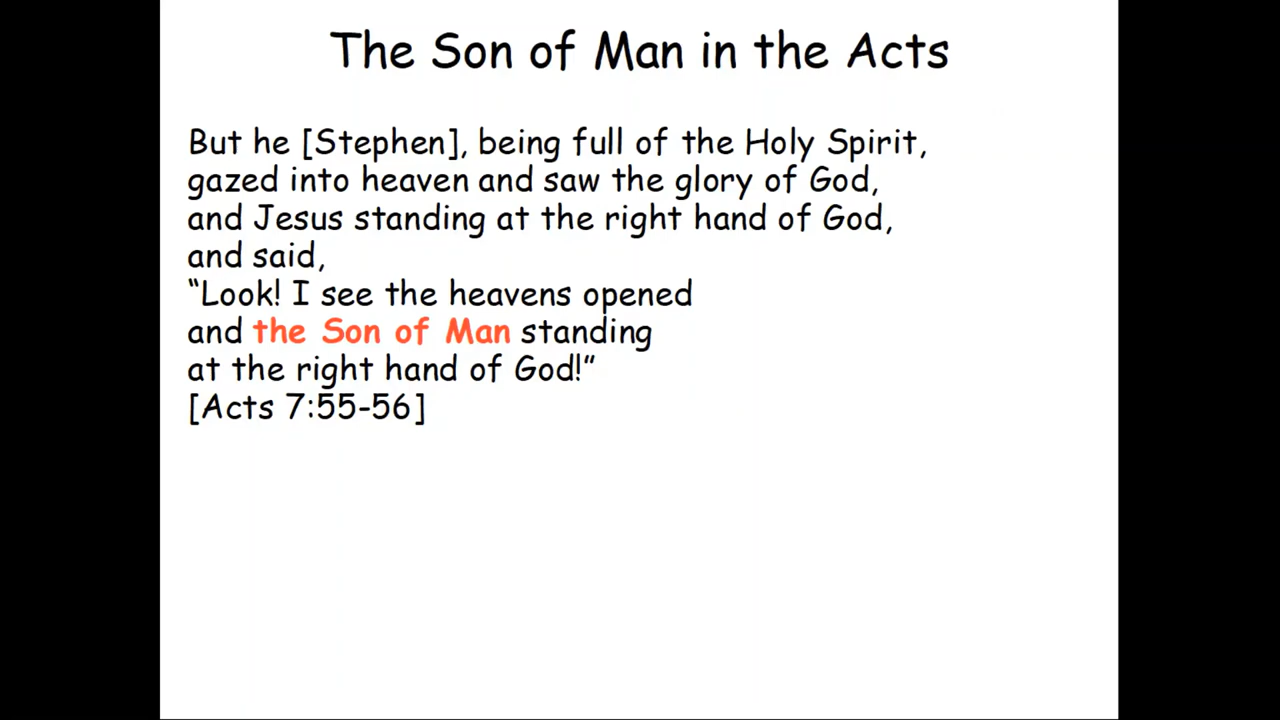 The Son of Man in the Acts
But he [Stephen], being full of the Holy Spirit,
gazed into heaven and saw the glory of God,
and Jesus standing at the right hand of God,
and said,
“Look! I see the heavens opened
and the Son of Man standing
at the right hand of God!”
[Acts 7:55-56]